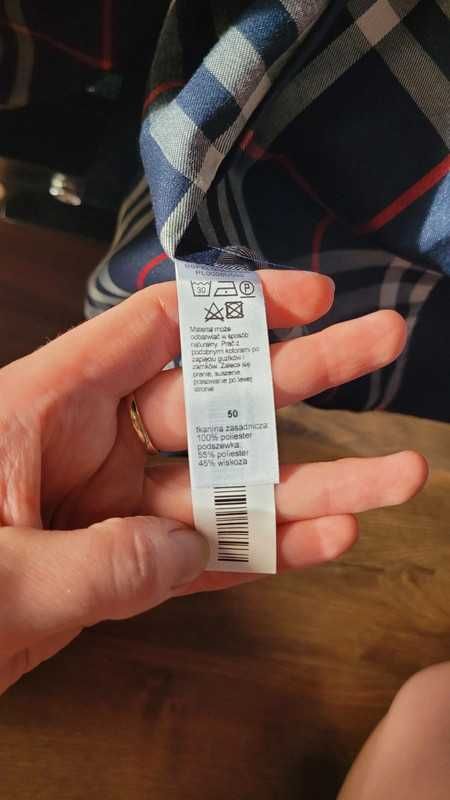 30
P
Materiał może
odbarwiać w sposób
naturalny. Prać z
podobnymi kolorami po
zapięciu guzików i
zamków. Zaleca się
pranie, suszenie,
prasowanie po lewej
stronie
50
tkanina zasadnicza:
100% poliester
podszewka:
55% poliester
45% wiskoza